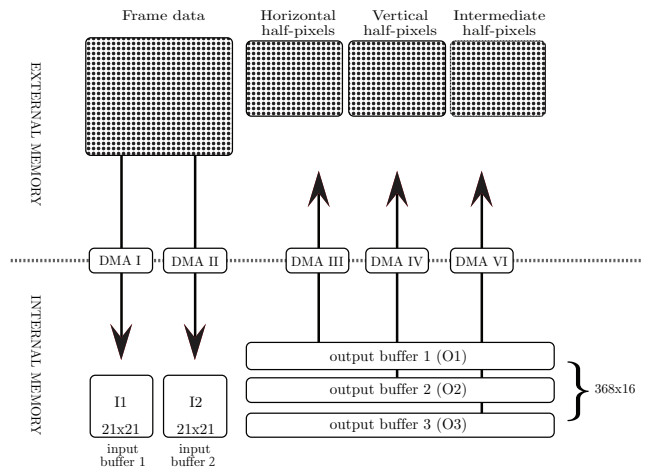 Frame data
Horizontal
half-pixels
Vertical
half-pixels
Intermediate
half-pixels
EXTERNAL MEMORY
DMA I
DMA II
DMA III
DMA IV
DMA VI
INTERNAL MEMORY
output buffer 1 (O1)
output buffer 2 (O2)
output buffer 3 (O3)
368x16
I1
21x21
I2
21x21
input
buffer 1
input
buffer 2